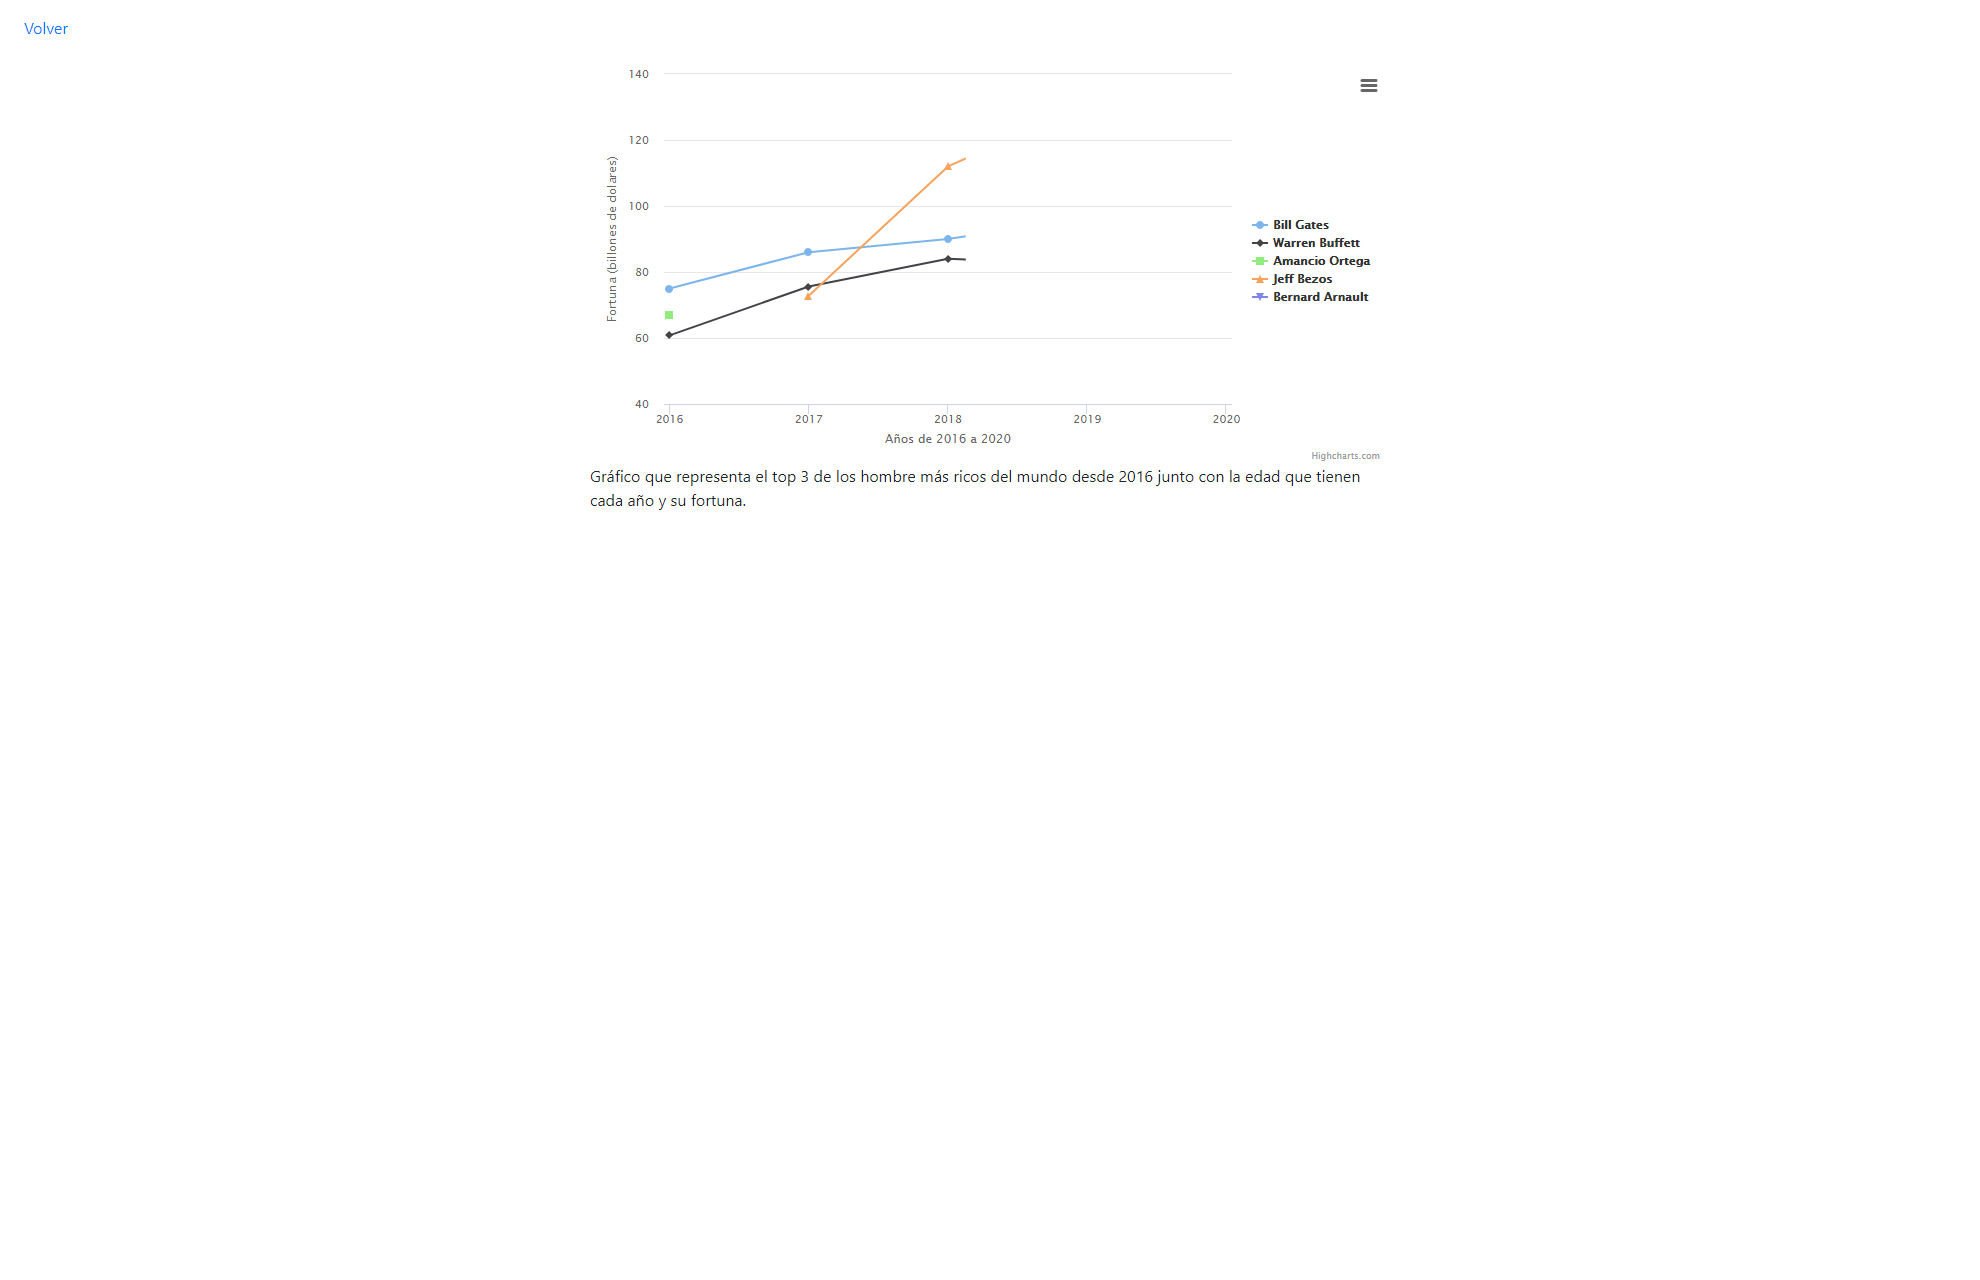 Volver
140
120
100
80
60
40
Fortuna (billones de dolares)
2016 2017 2018 2019 2020
Años de 2016 a 2020
Bill Gates
Warren Buffett
Amancio Ortega
Jeff Bezos
Bernard Arnault
Highcharts.com
Gráfico que representa el top 3 de los hombre más ricos del mundo desde 2016 junto con la edad que tienen
cada año y su fortuna.